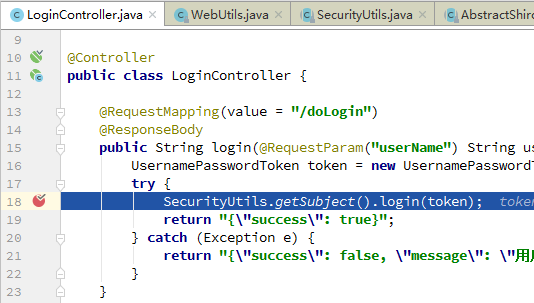 LoginController.java × WebUtils.java × SecurityUtils.java × AbstractShiro
9
10 @Controller
11 public class LoginController {
12
13 @RequestMapping(value = "/doLogin")
14 @ResponseBody
15 public String login(@RequestParam("userName") String us
16 UsernamePasswordToken token = new UsernamePasswordT
17 try {
18 SecurityUtils.getSubject().login(token); token
19 return "{\"success\": true}";
20 } catch (Exception e) {
21 return "{\"success\": false, \"message\": \"用户
22 }
23 }